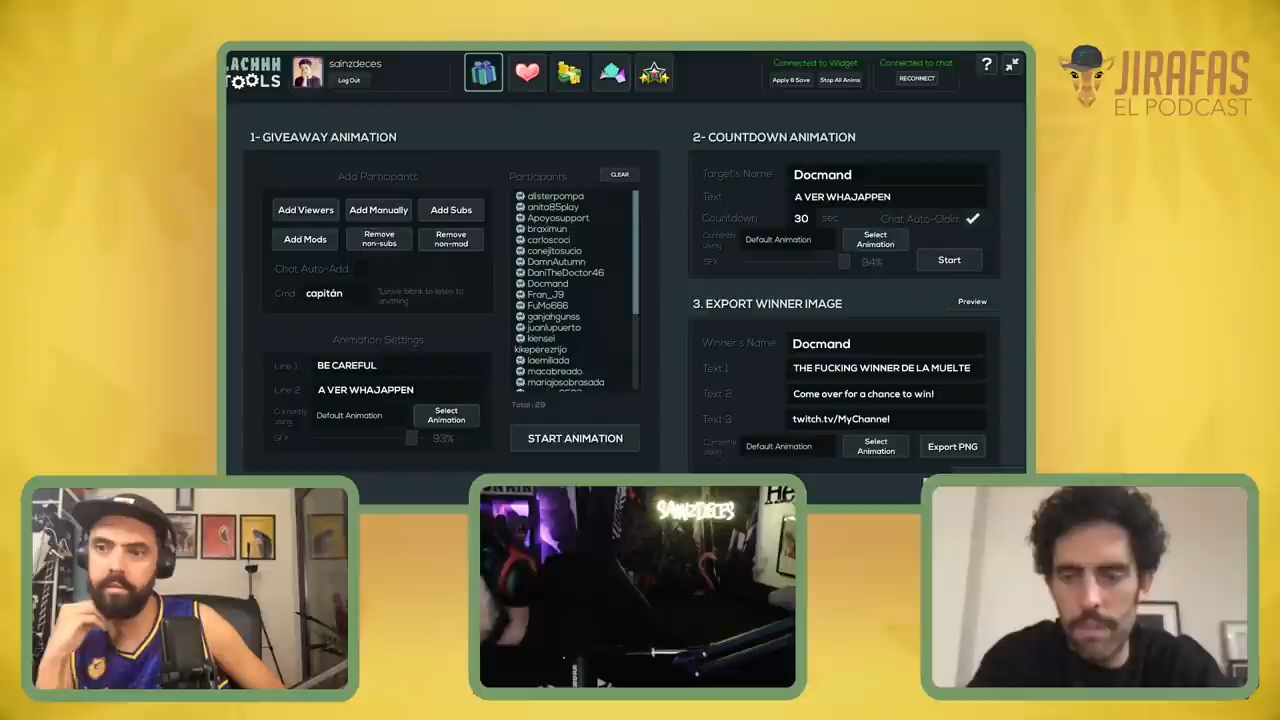 JIRAFAS
EL PODCAST
LACHHH
TOOLS
sainzdeces
Log Out
Connected to Widget
Apply & Save
Stop All Anims
Connected to chat
RECONNECT
?
1- GIVEAWAY ANIMATION
Add Participants
Add Viewers
Add Manually
Add Subs
Add Mods
Remove non-subs
Remove non-mod
Chat Auto-Add
Cmd
capitán
*Leave blank to listen to anything
Participants
CLEAR
alisterpompa
anita85play
Apoyosupport
braximun
carloscoci
conejitosucio
DamnAutumn
DaniTheDoctor46
Docmand
Fran_J9
FuMo666
ganjahgunss
juanlupuerto
kiensei
kikeperezrijo
laemiliada
macabreado
mariajosobrasada
Total : 29
START ANIMATION
Animation Settings
Line 1
BE CAREFUL
Line 2
A VER WHAJAPPEN
Currently using
Default Animation
Select Animation
SFX
93%
2- COUNTDOWN ANIMATION
Target's Name
Docmand
Text
A VER WHAJAPPEN
Countdown
30
sec
Chat Auto-Claim
Currently using
Default Animation
Select Animation
SFX
94%
Start
3. EXPORT WINNER IMAGE
Preview
Winner's Name
Docmand
Text 1
THE FUCKING WINNER DE LA MUELTE
Text 2
Come over for a chance to win!
Text 3
twitch.tv/MyChannel
Currently using
Default Animation
Select Animation
Export PNG
SAINZDECES